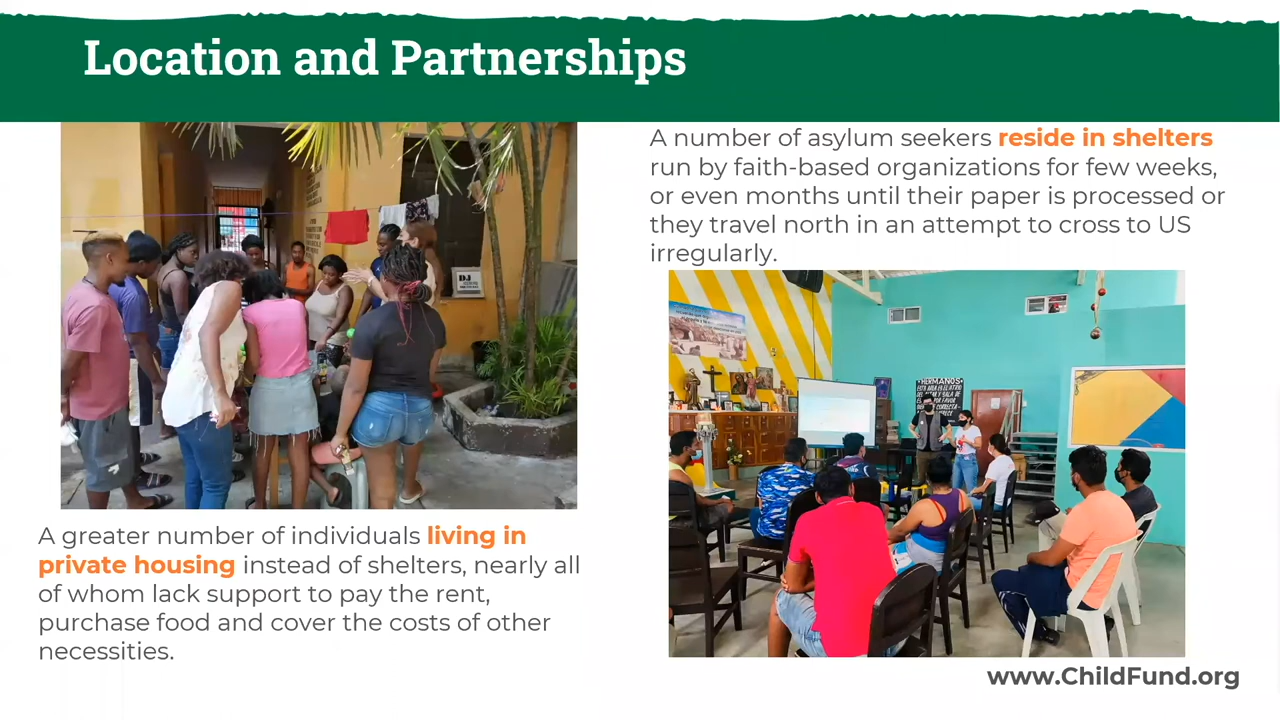 Location and Partnerships
A number of asylum seekers reside in shelters
run by faith-based organizations for few weeks,
or even months until their paper is processed or
they travel north in an attempt to cross to US
irregularly.
DJ
HERMANOS
A greater number of individuals living in
private housing instead of shelters, nearly all
of whom lack support to pay the rent,
purchase food and cover the costs of other
necessities.
www.ChildFund.org